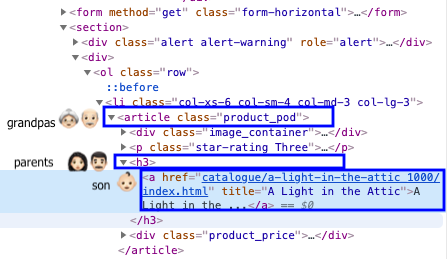 ▶<form method="get" class="form-horizontal">…</form>
▼<section>
▶<div class="alert alert-warning" role="alert">…</div>
▼<div>
▼<ol class="row">
::before
▼<li class="col-xs-6 col-sm-4 col-md-3 col-lg-3">
grandpas ▼<article class="product_pod">
▶<div class="image_container">…</div>
▶<p class="star-rating Three">…</p>
parents ▼<h3>
son <a href="catalogue/a-light-in-the-attic_1000/
index.html" title="A Light in the Attic">A
Light in the ...</a> == $0
</h3>
▶<div class="product_price">…</div>
</article>